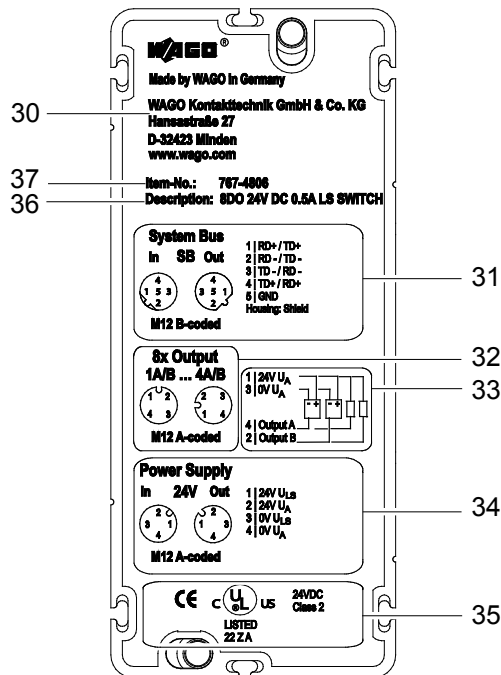 WAGO®
Made by WAGO in Germany
30
WAGO Kontakttechnik GmbH & Co. KG
Hansastraße 27
D-32423 Minden
www.wago.com
37
Item-No.: 767-4806
36
Description: 8DO 24V DC 0.5A LS SWITCH
System Bus
In SB Out
4
1 5 3
2
4
3 5 1
2
M12 B-coded
1 | RD+ / TD+
2 | RD - / TD -
3 | TD - / RD -
4 | TD+ / RD+
5 | GND
Housing: Shield
31
8x Output
1A/B ... 4A/B
1 2
4 3
2 3
1 4
M12 A-coded
32
1 | 24V UA
3 | 0V UA
- +
- +
4 | Output A
2 | Output B
33
Power Supply
In 24V Out
2
3 1
4
2
1 3
4
M12 A-coded
1 | 24V ULS
2 | 24V UA
3 | 0V ULS
4 | 0V UA
34
CE
C UL ® US
LISTED
22 Z A
24VDC
Class 2
35